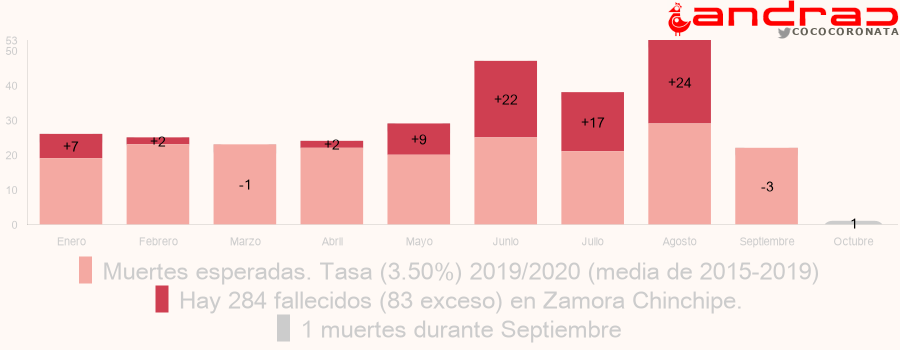 andrac
COCOCORONATA
53
50
40
30
20
10
0
+7
+2
-1
+2
+9
+22
+17
+24
-3
1
Enero
Febrero
Marzo
Abril
Mayo
Junio
Julio
Agosto
Septiembre
Octubre
Muertes esperadas. Tasa (3.50%) 2019/2020 (media de 2015-2019)
Hay 284 fallecidos (83 exceso) en Zamora Chinchipe.
1 muertes durante Septiembre